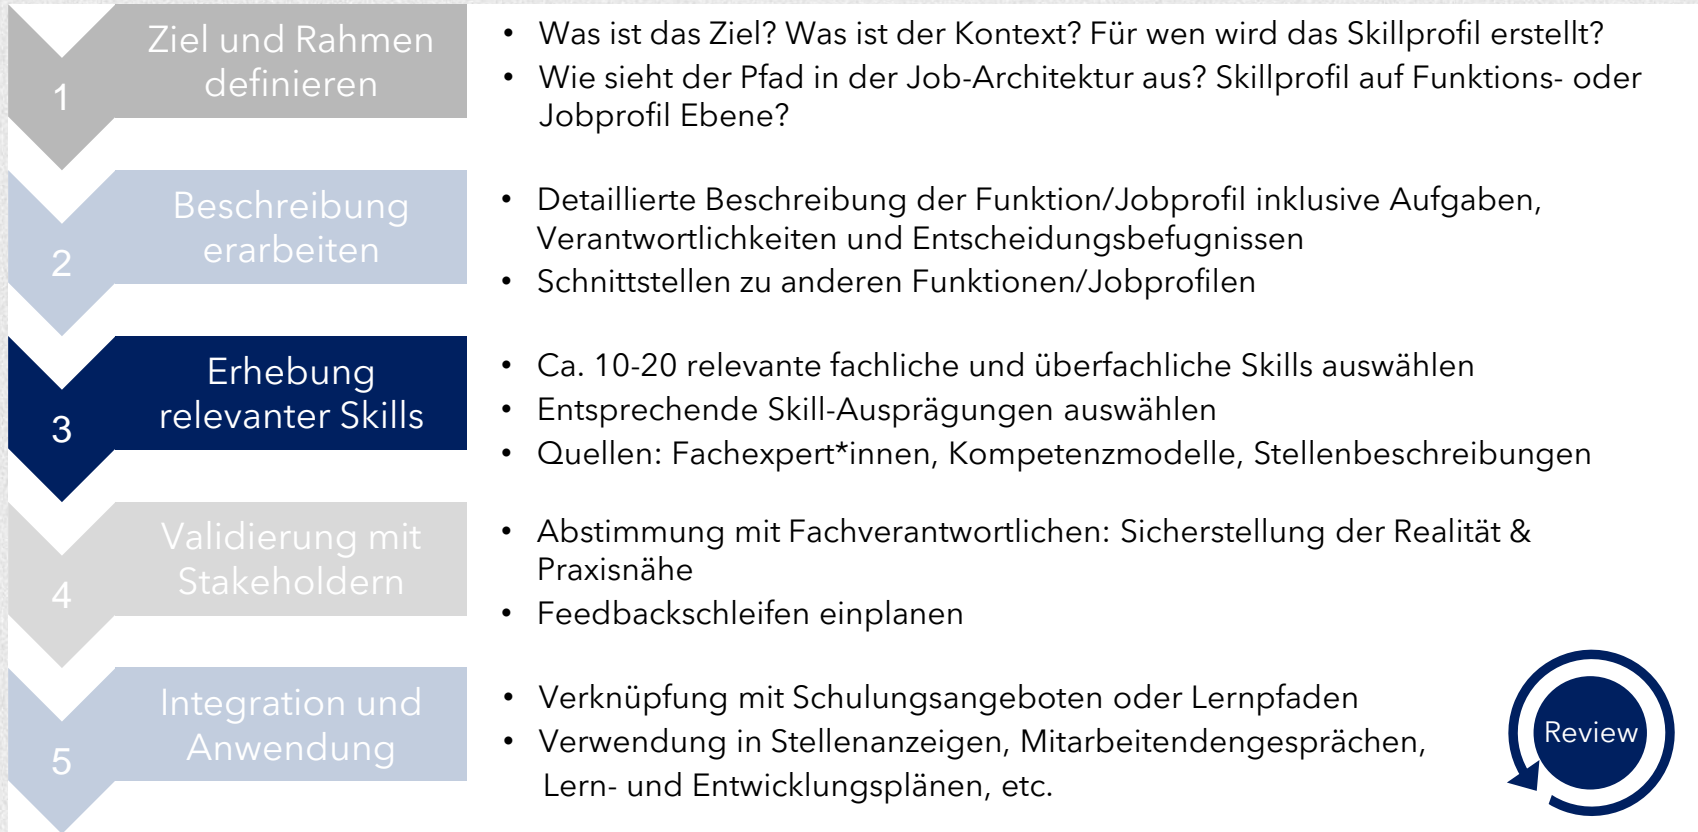 Ziel und Rahmen
definieren
1
• Was ist das Ziel? Was ist der Kontext? Für wen wird das Skillprofil erstellt?
• Wie sieht der Pfad in der Job-Architektur aus? Skillprofil auf Funktions- oder
Jobprofil Ebene?
Beschreibung
erarbeiten
2
• Detaillierte Beschreibung der Funktion/Jobprofil inklusive Aufgaben,
Verantwortlichkeiten und Entscheidungsbefugnissen
• Schnittstellen zu anderen Funktionen/Jobprofilen
Erhebung
relevanter Skills
3
• Ca. 10-20 relevante fachliche und überfachliche Skills auswählen
• Entsprechende Skill-Ausprägungen auswählen
• Quellen: Fachexpert*innen, Kompetenzmodelle, Stellenbeschreibungen
Validierung mit
Stakeholdern
4
• Abstimmung mit Fachverantwortlichen: Sicherstellung der Realität &
Praxisnähe
• Feedbackschleifen einplanen
Integration und
Anwendung
5
• Verknüpfung mit Schulungsangeboten oder Lernpfaden
• Verwendung in Stellenanzeigen, Mitarbeitendengesprächen,
Lern- und Entwicklungsplänen, etc.
Review